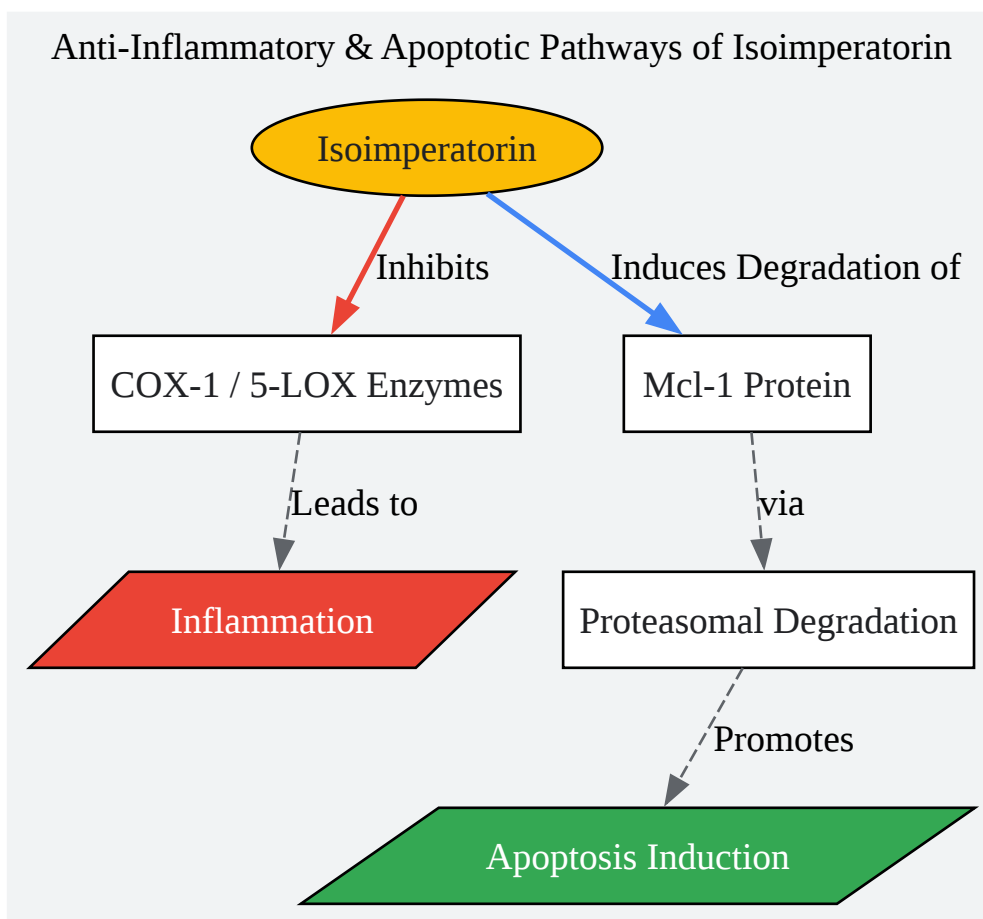 Anti-Inflammatory & Apoptotic Pathways of Isoimperatorin
Isoimperatorin
Inhibits
Induces Degradation of
COX-1 / 5-LOX Enzymes
Mcl-1 Protein
Leads to
via
Inflammation
Proteasomal Degradation
Promotes
Apoptosis Induction